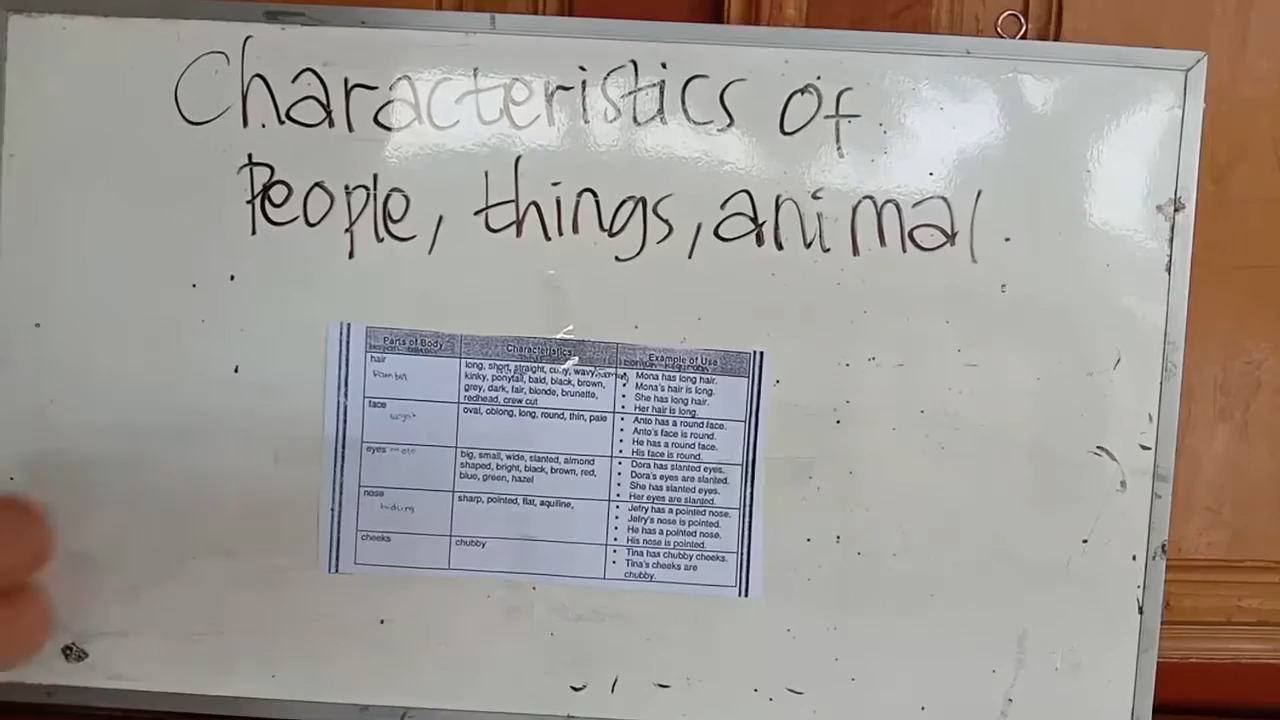 Characteristics of
People, things, animal.
Parts of Body
Characteristics
Example of Use
hair
Rambut
long, short, straight, curly, wavy,
kinky, ponytail, bald, black, brown,
grey, dark, fair, blonde, brunette,
redhead, crew cut
• Mona has long hair.
• Mona's hair is long.
• She has long hair.
• Her hair is long.
face
wajah
oval, oblong, long, round, thin, pale
• Anto has a round face.
• Anto's face is round.
• He has a round face.
• His face is round.
eyes mata
big, small, wide, slanted, almond
shaped, bright, black, brown, red,
blue, green, hazel
• Dora has slanted eyes.
• Dora's eyes are slanted.
• She has slanted eyes.
• Her eyes are slanted.
nose
hidung
sharp, pointed, flat, aquiline,
• Jefry has a pointed nose.
• Jefry's nose is pointed.
• He has a pointed nose.
• His nose is pointed.
cheeks
chubby
• Tina has chubby cheeks.
• Tina's cheeks are
chubby.